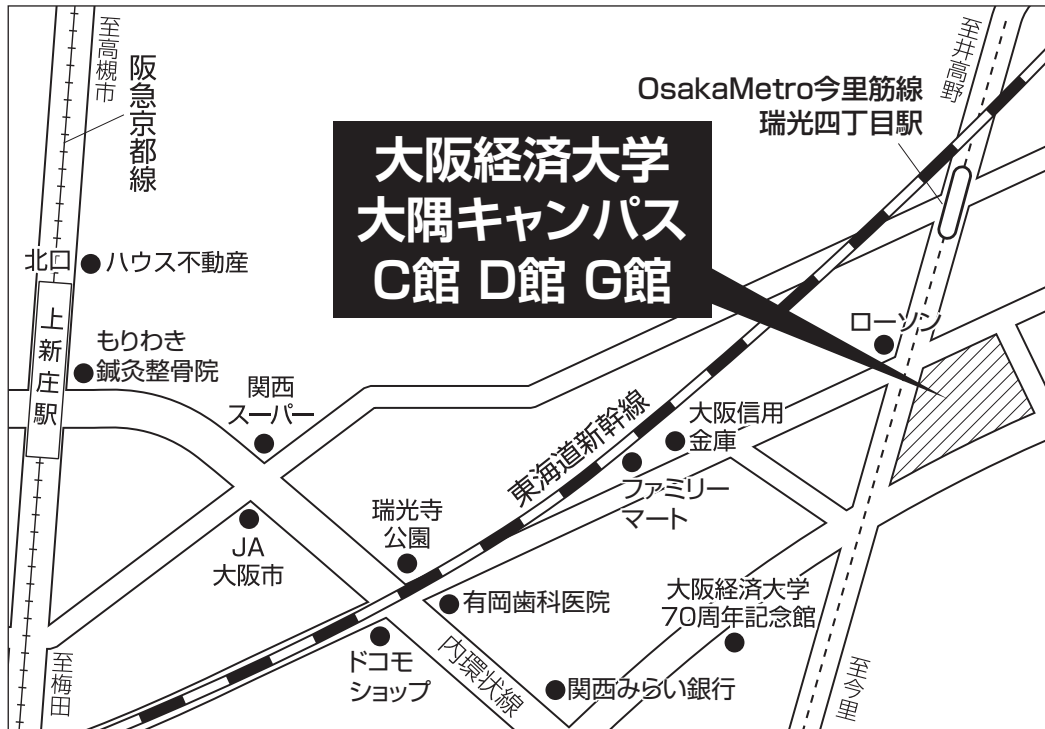 至高槻市
阪急京都線
至井高野
OsakaMetro今里筋線
瑞光四丁目駅
大阪経済大学
大隅キャンパス
C館 D館 G館
北口
ハウス不動産
上新庄駅
もりわき
鍼灸整骨院
ローソン
関西
スーパー
東海道新幹線
大阪信用
金庫
ファミリー
マート
瑞光寺
公園
JA
大阪市
有岡歯科医院
大阪経済大学
70周年記念館
ドコモ
ショップ
内環状線
関西みらい銀行
至梅田
至今里